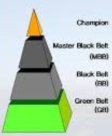 Champion
Master Black Belt
(MBB)
Black Belt
(BB)
Green Belt
(GB)